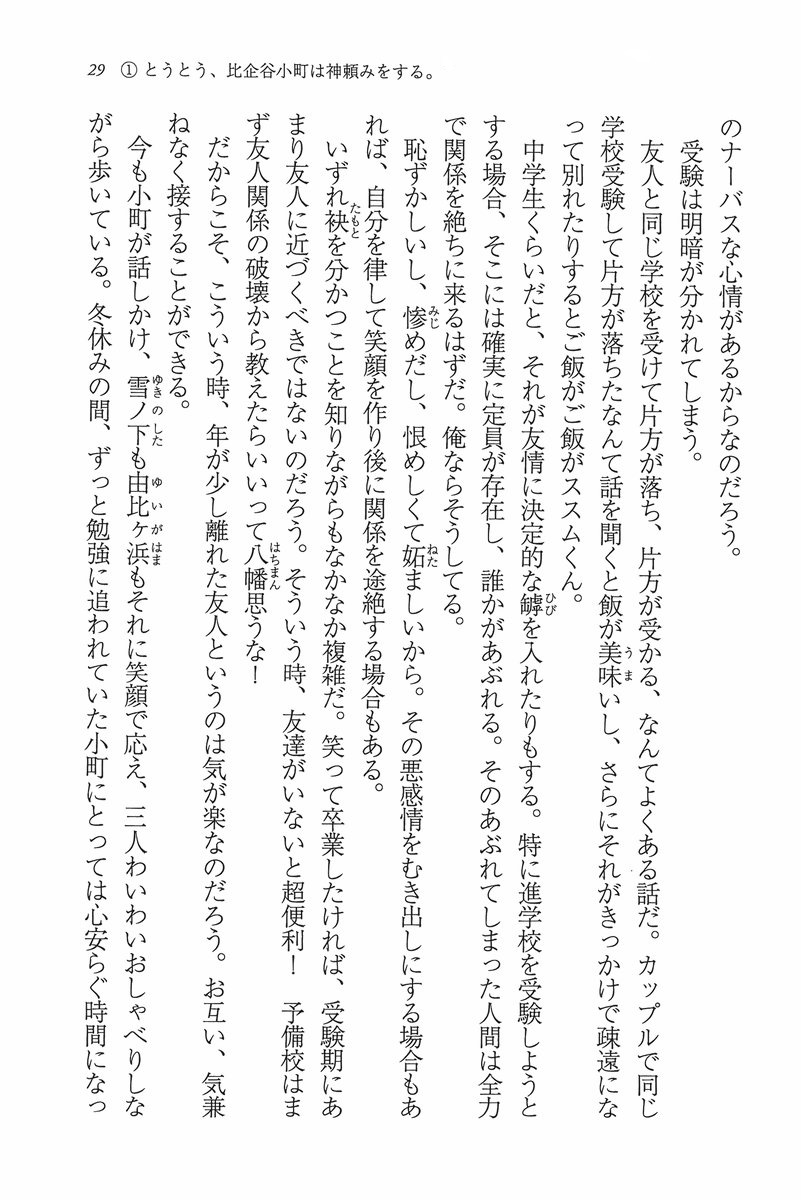 29　①とうとう、比企谷小町は神頼みをする。
のナーバスな心情があるからなのだろう。
　受験は明暗が分かれてしまう。
　友人と同じ学校を受けて片方が落ち、片方が受かる、なんてよくある話だ。カップルで同じ
学校受験して片方が落ちたなんて話を聞くと飯が美味いし、さらにそれがきっかけで疎遠にな
って別れたりするとご飯がご飯がススムくん。
　中学生くらいだと、それが友情に決定的な罅を入れたりもする。特に進学校を受験しようと
する場合、そこには確実に定員が存在し、誰かがあぶれる。そのあぶれてしまった人間は全力
で関係を絶ちに来るはずだ。俺ならそうしてる。
　恥ずかしいし、惨めだし、恨めしくて妬ましいから。その悪感情をむき出しにする場合もあ
れば、自分を律して笑顔を作り後に関係を途絶する場合もある。
　いずれ袂を分かつことを知りながらもなかなか複雑だ。笑って卒業したければ、受験期にあ
まり友人に近づくべきではないのだろう。そういう時、友達がいないと超便利！　予備校はま
ず友人関係の破壊から教えたらいいって八幡思うな！
　だからこそ、こういう時、年が少し離れた友人というのは気が楽なのだろう。お互い、気兼
ねなく接することができる。
　今も小町が話しかけ、雪ノ下も由比ヶ浜もそれに笑顔で応え、三人わいわいおしゃべりしな
がら歩いている。冬休みの間、ずっと勉強に追われていた小町にとっては心安らぐ時間になっ